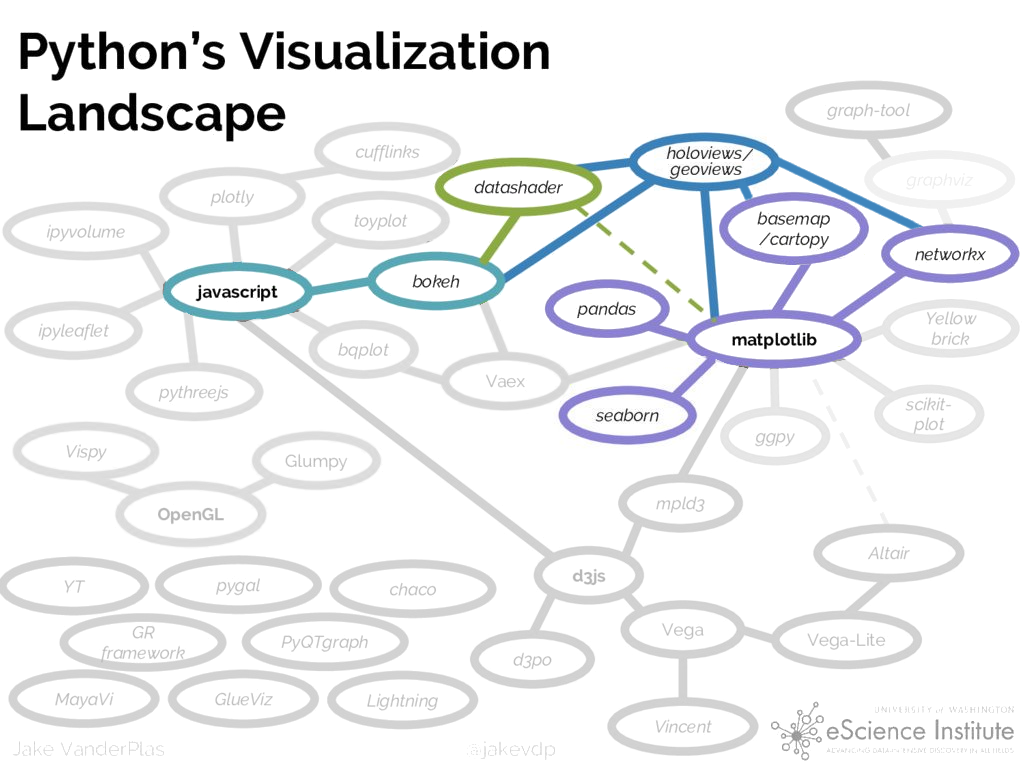 Python’s Visualization
Landscape
graph-tool
cufflinks
holoviews/
geoviews
datashader
graphviz
plotly
toyplot
basemap
/cartopy
ipyvolume
networkx
javascript
bokeh
pandas
ipyleaflet
Yellow
brick
matplotlib
bqplot
Vaex
pythreejs
seaborn
scikit-
plot
ggpy
Vispy
Glumpy
OpenGL
mpld3
Altair
d3js
YT
pygal
chaco
GR
framework
PyQTgraph
Vega
Vega-Lite
d3po
MayaVi
GlueViz
Lightning
Vincent
UNIVERSITY of WASHINGTON
eScience Institute
ADVANCING DATA-INTENSIVE DISCOVERY IN ALL FIELDS
Jake VanderPlas
@jakevdp